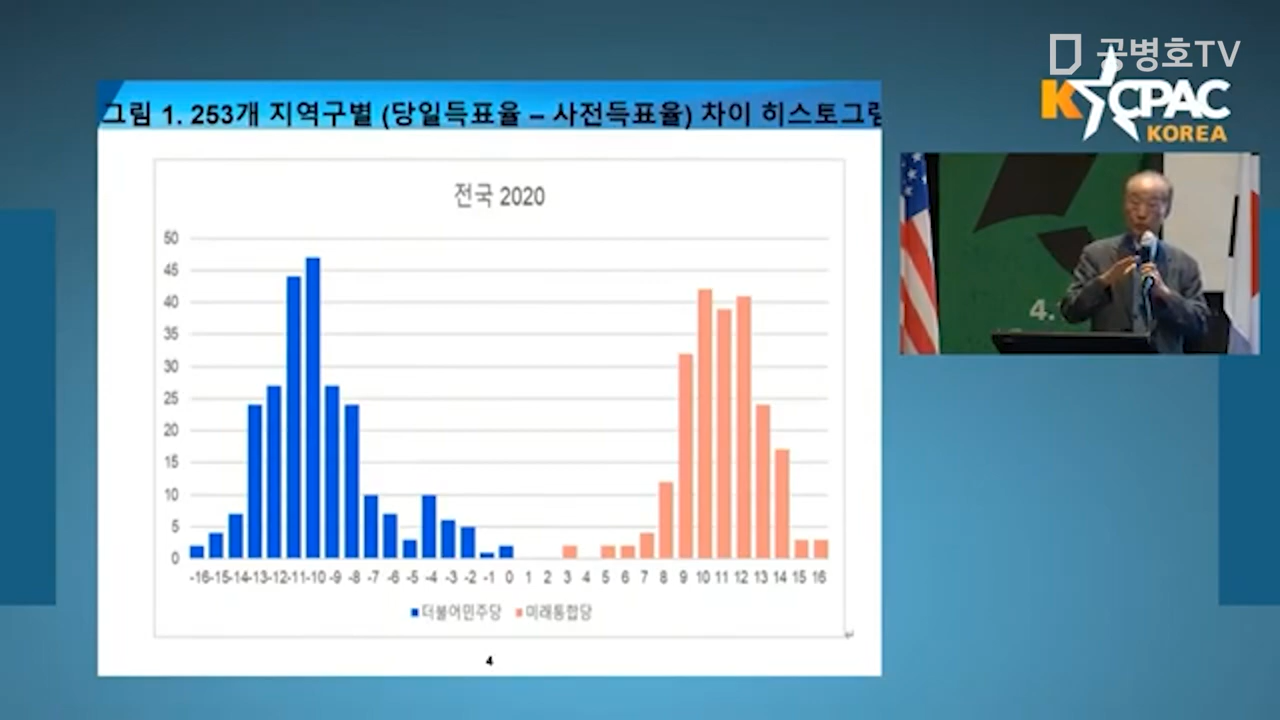 공병호TV
K CPAC
KOREA
그림 1. 253개 지역구별 (당일득표율 – 사전득표율) 차이 히스토그램
전국 2020
50
45
40
35
30
25
20
15
10
5
0
-16 -15 -14 -13 -12 -11 -10 -9 -8 -7 -6 -5 -4 -3 -2 -1 0 1 2 3 4 5 6 7 8 9 10 11 12 13 14 15 16
더불어민주당 미래통합당
4
4.